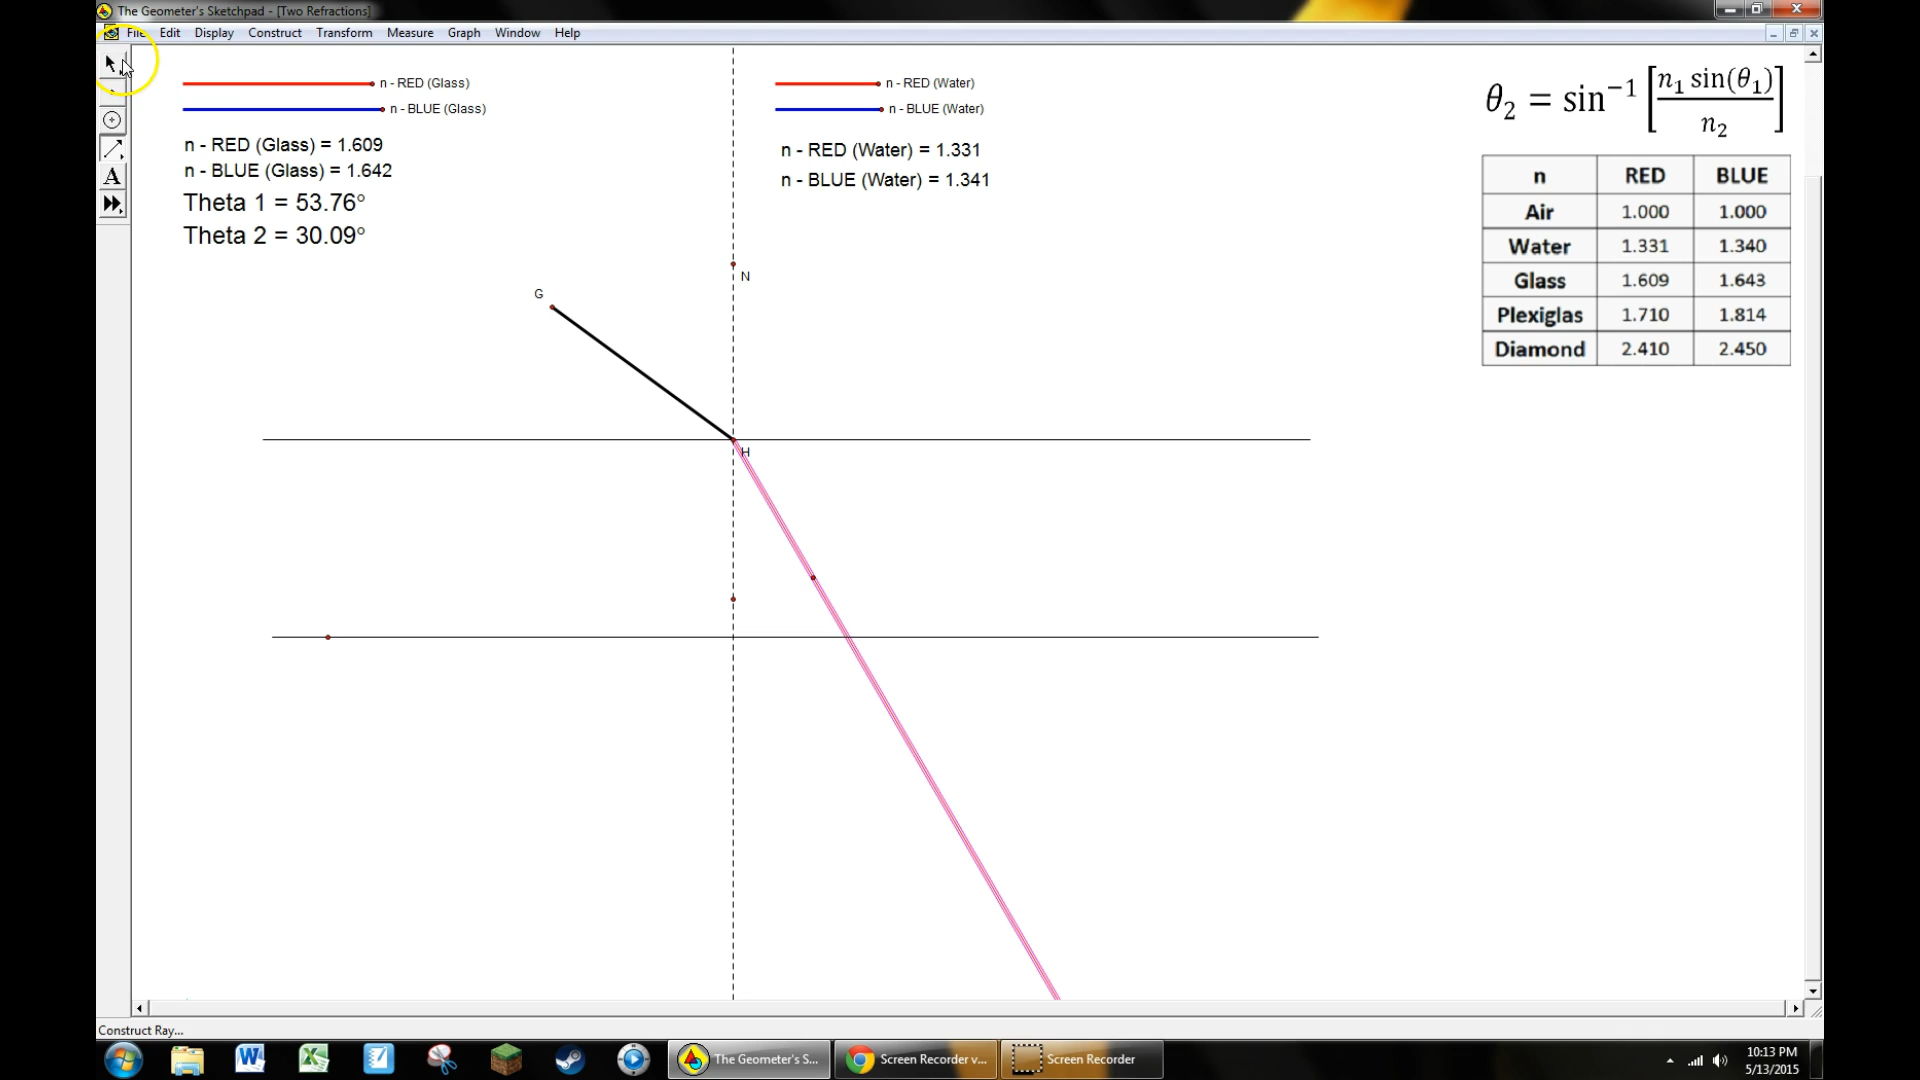 The Geometer's Sketchpad - [Two Refractions]
File Edit Display Construct Transform Measure Graph Window Help
n - RED (Glass)
n - BLUE (Glass)
n - RED (Glass) = 1.609
n - BLUE (Glass) = 1.642
Theta 1 = 53.76°
Theta 2 = 30.09°
n - RED (Water)
n - BLUE (Water)
n - RED (Water) = 1.331
n - BLUE (Water) = 1.341
θ₂ = sin⁻¹ [n₁ sin(θ₁) / n₂]
n RED BLUE
Air 1.000 1.000
Water 1.331 1.340
Glass 1.609 1.643
Plexiglas 1.710 1.814
Diamond 2.410 2.450
A
N
G
H
Construct Ray...
The Geometer's S...
Screen Recorder v...
Screen Recorder
10:13 PM
5/13/2015